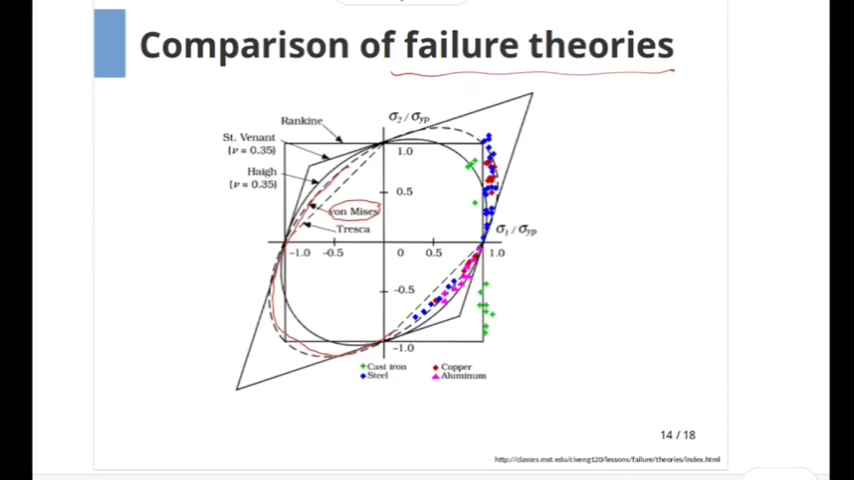 Comparison of failure theories
σ₂ / σyp
Rankine
St. Venant
(ν = 0.35)
1.0
Haigh
(ν = 0.35)
0.5
von Mises
Tresca
σ₁ / σyp
-1.0
-0.5
0
0.5
1.0
-0.5
-1.0
Cast iron
Copper
Steel
Aluminum
14 / 18
http://classes.mst.edu/civeng120/lessons/failure/theories/index.html